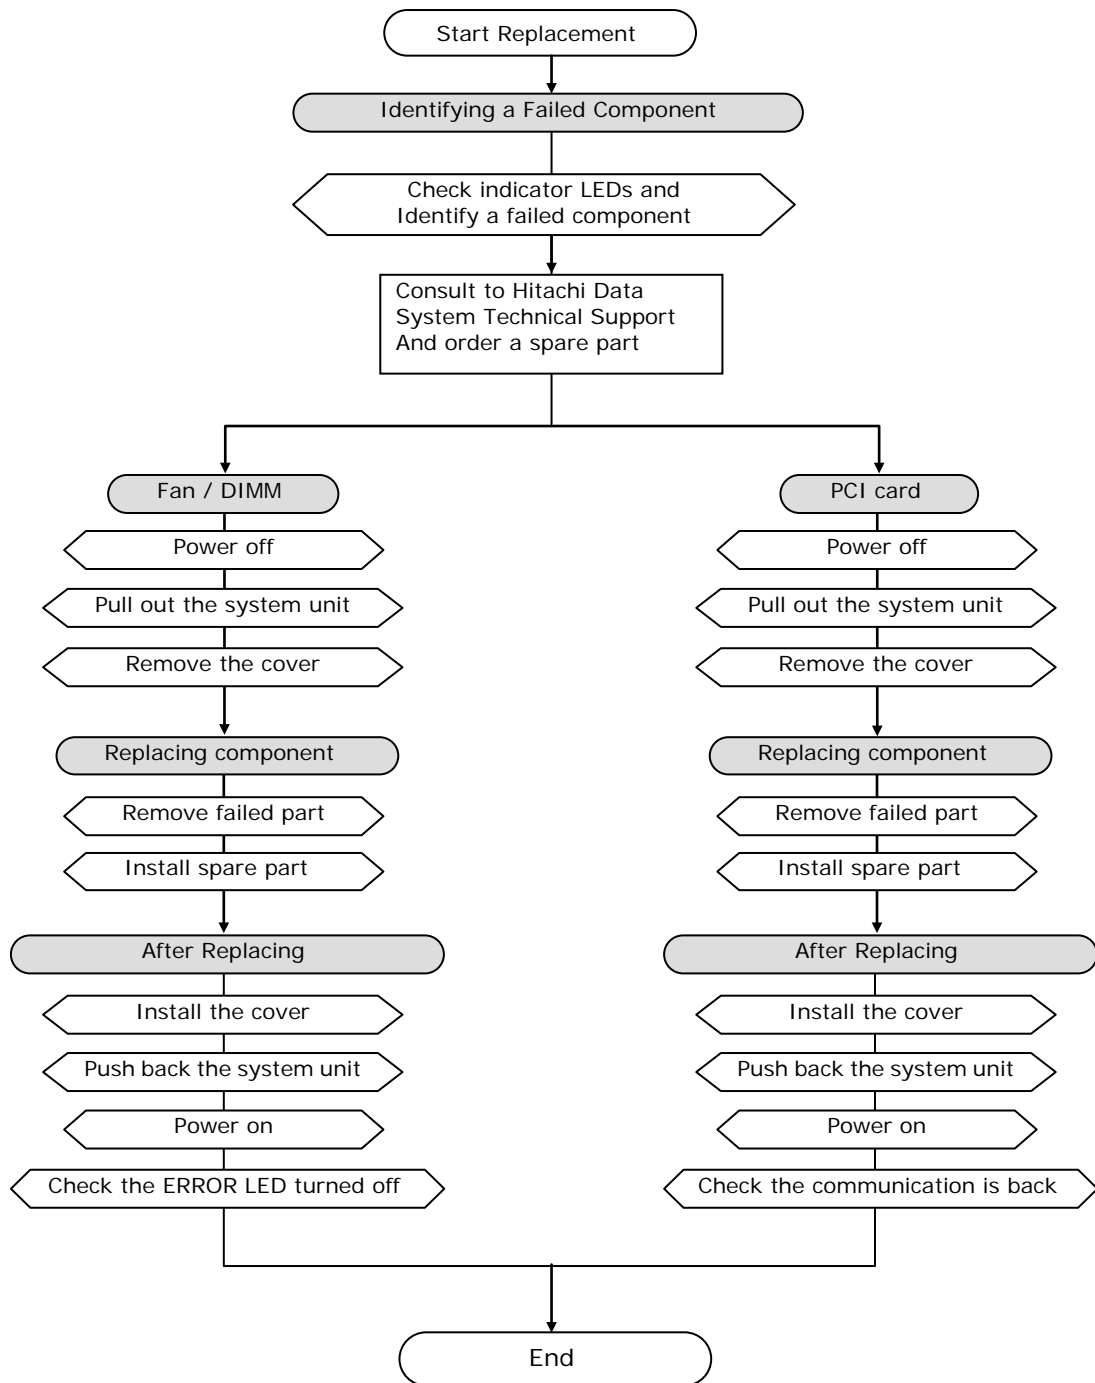 Start Replacement
Identifying a Failed Component
Check indicator LEDs and
Identify a failed component
Consult to Hitachi Data
System Technical Support
And order a spare part
Fan / DIMM
Power off
Pull out the system unit
Remove the cover
Replacing component
Remove failed part
Install spare part
After Replacing
Install the cover
Push back the system unit
Power on
Check the ERROR LED turned off
PCI card
Power off
Pull out the system unit
Remove the cover
Replacing component
Remove failed part
Install spare part
After Replacing
Install the cover
Push back the system unit
Power on
Check the communication is back
End